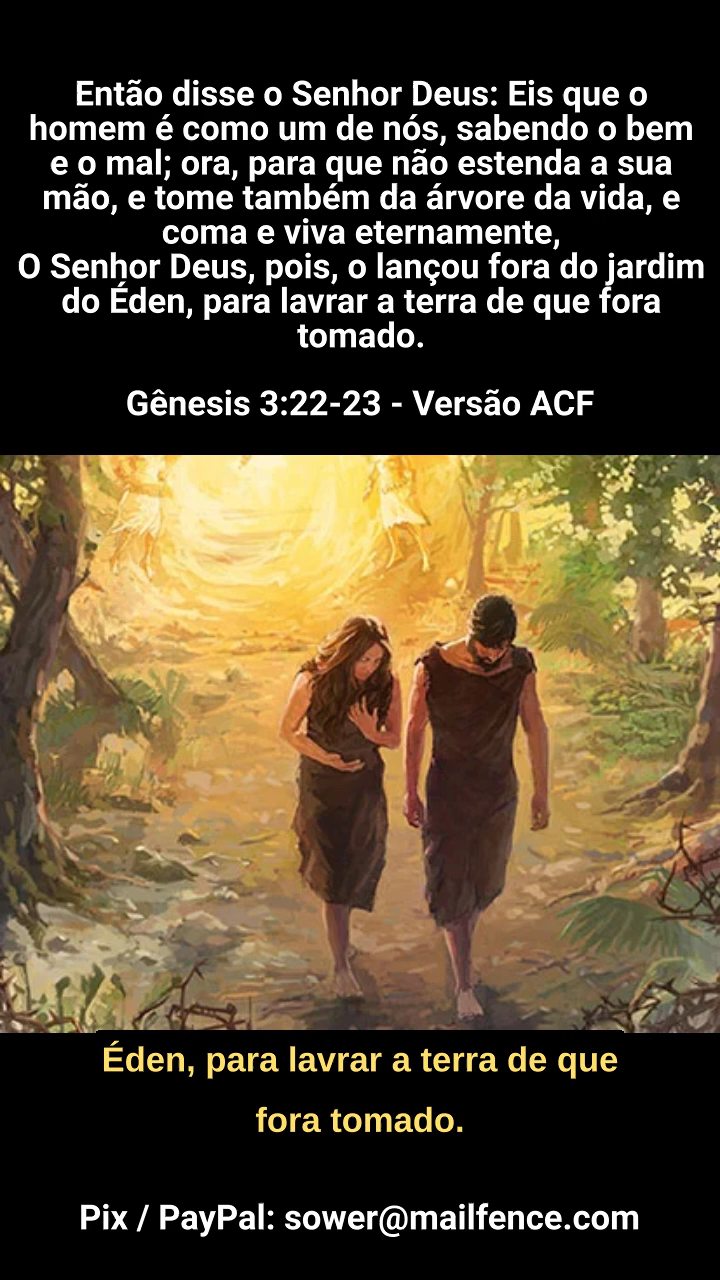 Então disse o Senhor Deus: Eis que o
homem é como um de nós, sabendo o bem
e o mal; ora, para que não estenda a sua
mão, e tome também da árvore da vida, e
coma e viva eternamente,
O Senhor Deus, pois, o lançou fora do jardim
do Éden, para lavrar a terra de que fora
tomado.
Gênesis 3:22-23 - Versão ACF
Éden, para lavrar a terra de que
fora tomado.
Pix / PayPal: sower@mailfence.com